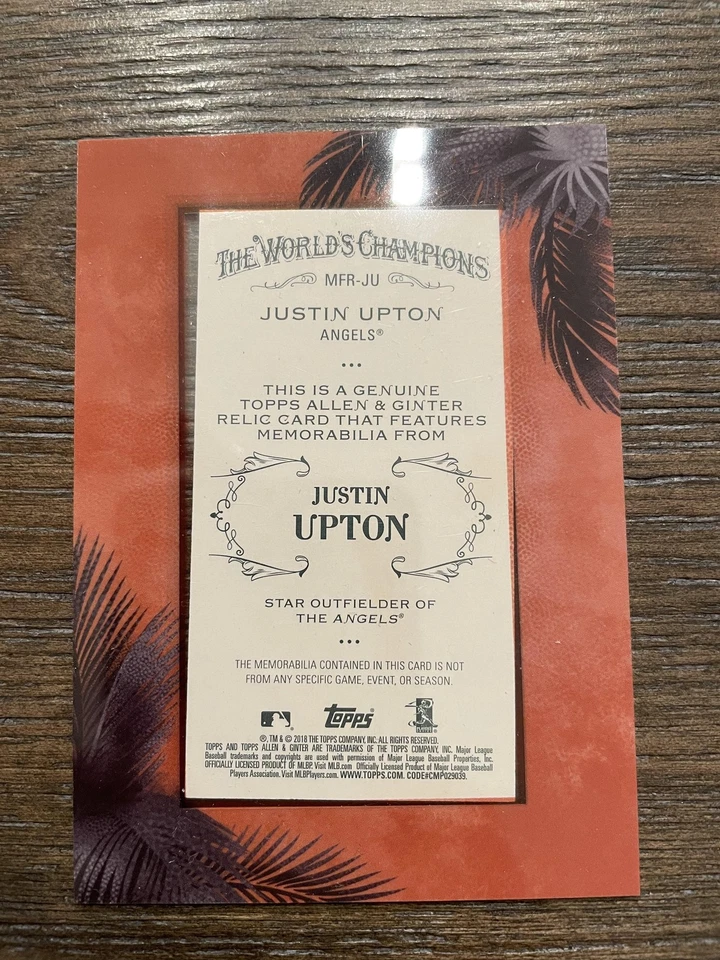 THE WORLD'S CHAMPIONS
MFR-JU
JUSTIN UPTON
ANGELS®
•••
THIS IS A GENUINE
TOPPS ALLEN & GINTER
RELIC CARD THAT FEATURES
MEMORABILIA FROM
JUSTIN
UPTON
STAR OUTFIELDER OF
THE ANGELS®
•••
THE MEMORABILIA CONTAINED IN THIS CARD IS NOT
FROM ANY SPECIFIC GAME, EVENT, OR SEASON.
topps
®, TM & © 2018 THE TOPPS COMPANY, INC. ALL RIGHTS RESERVED.
TOPPS AND TOPPS ALLEN & GINTER ARE TRADEMARKS OF THE TOPPS COMPANY, INC. Major League
Baseball trademarks and copyrights are used with permission of Major League Baseball Properties, Inc.
OFFICIALLY LICENSED PRODUCT OF MLBP. Visit MLB.com Officially Licensed Product of Major League Baseball
Players Association. Visit MLBPlayers.com. WWW.TOPPS.COM. CODE#CMP029039.